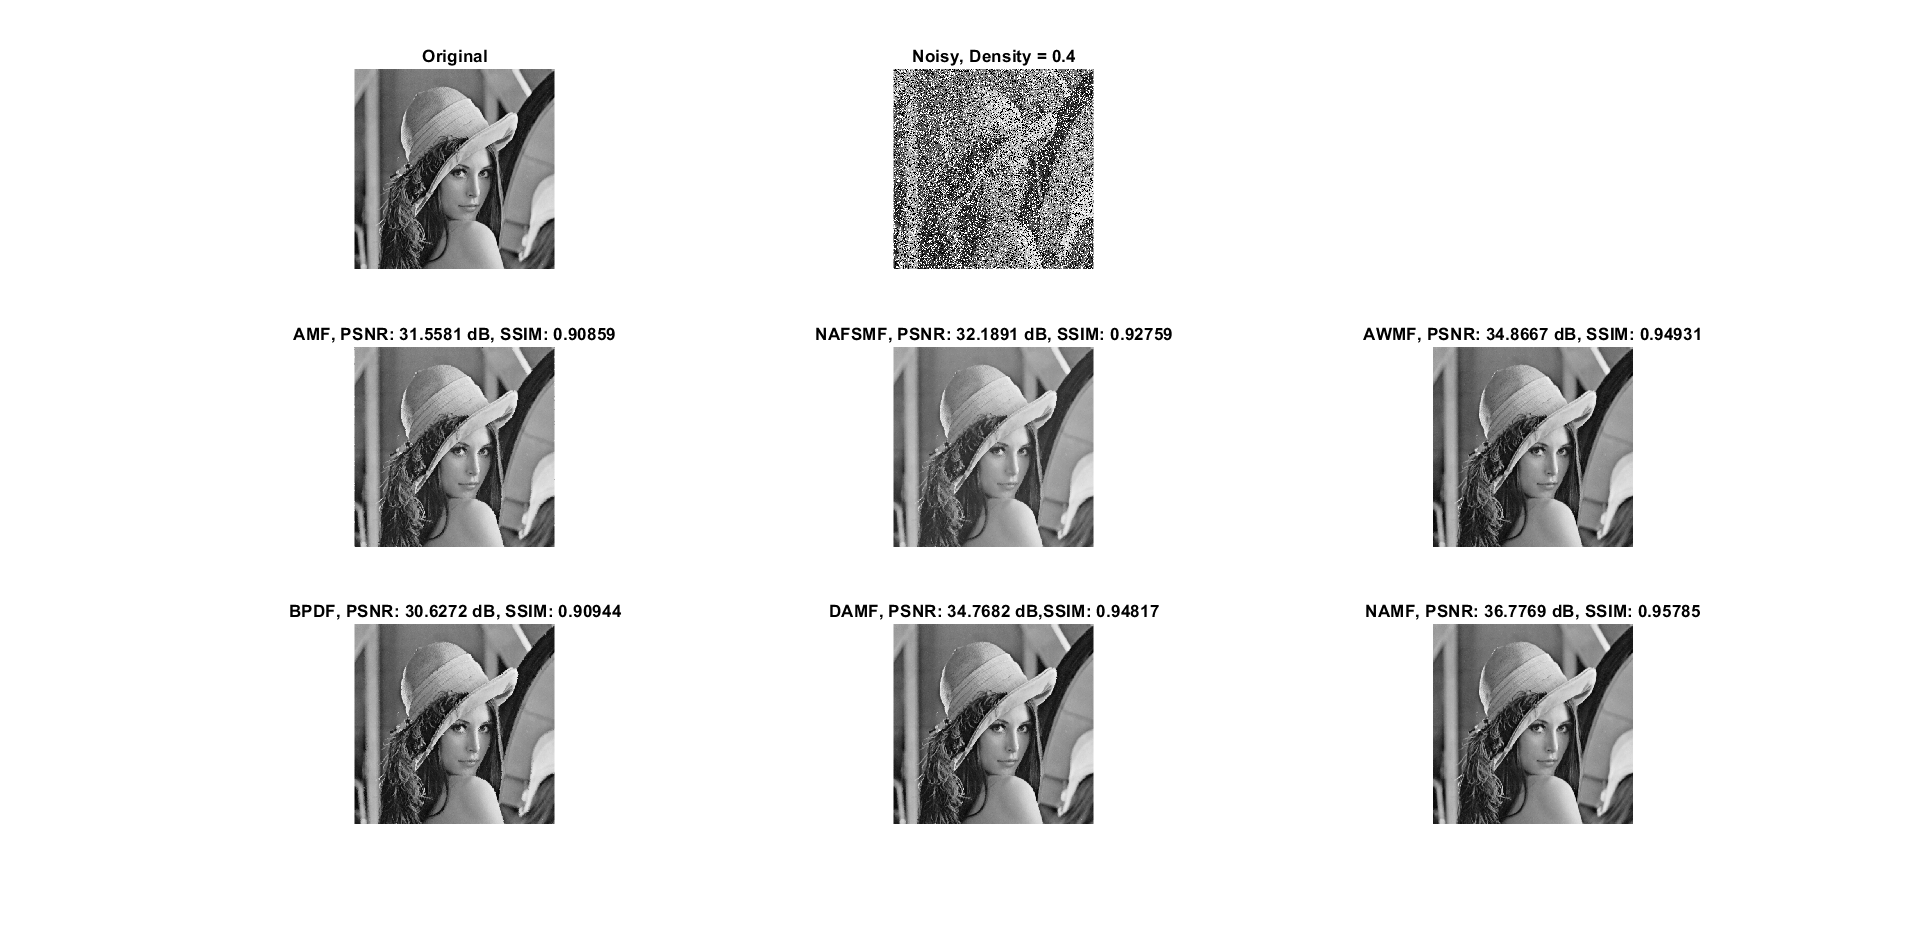 Original
Noisy, Density = 0.4
AMF, PSNR: 31.5581 dB, SSIM: 0.90859
NAFSMF, PSNR: 32.1891 dB, SSIM: 0.92759
AWMF, PSNR: 34.8667 dB, SSIM: 0.94931
BPDF, PSNR: 30.6272 dB, SSIM: 0.90944
DAMF, PSNR: 34.7682 dB,SSIM: 0.94817
NAMF, PSNR: 36.7769 dB, SSIM: 0.95785